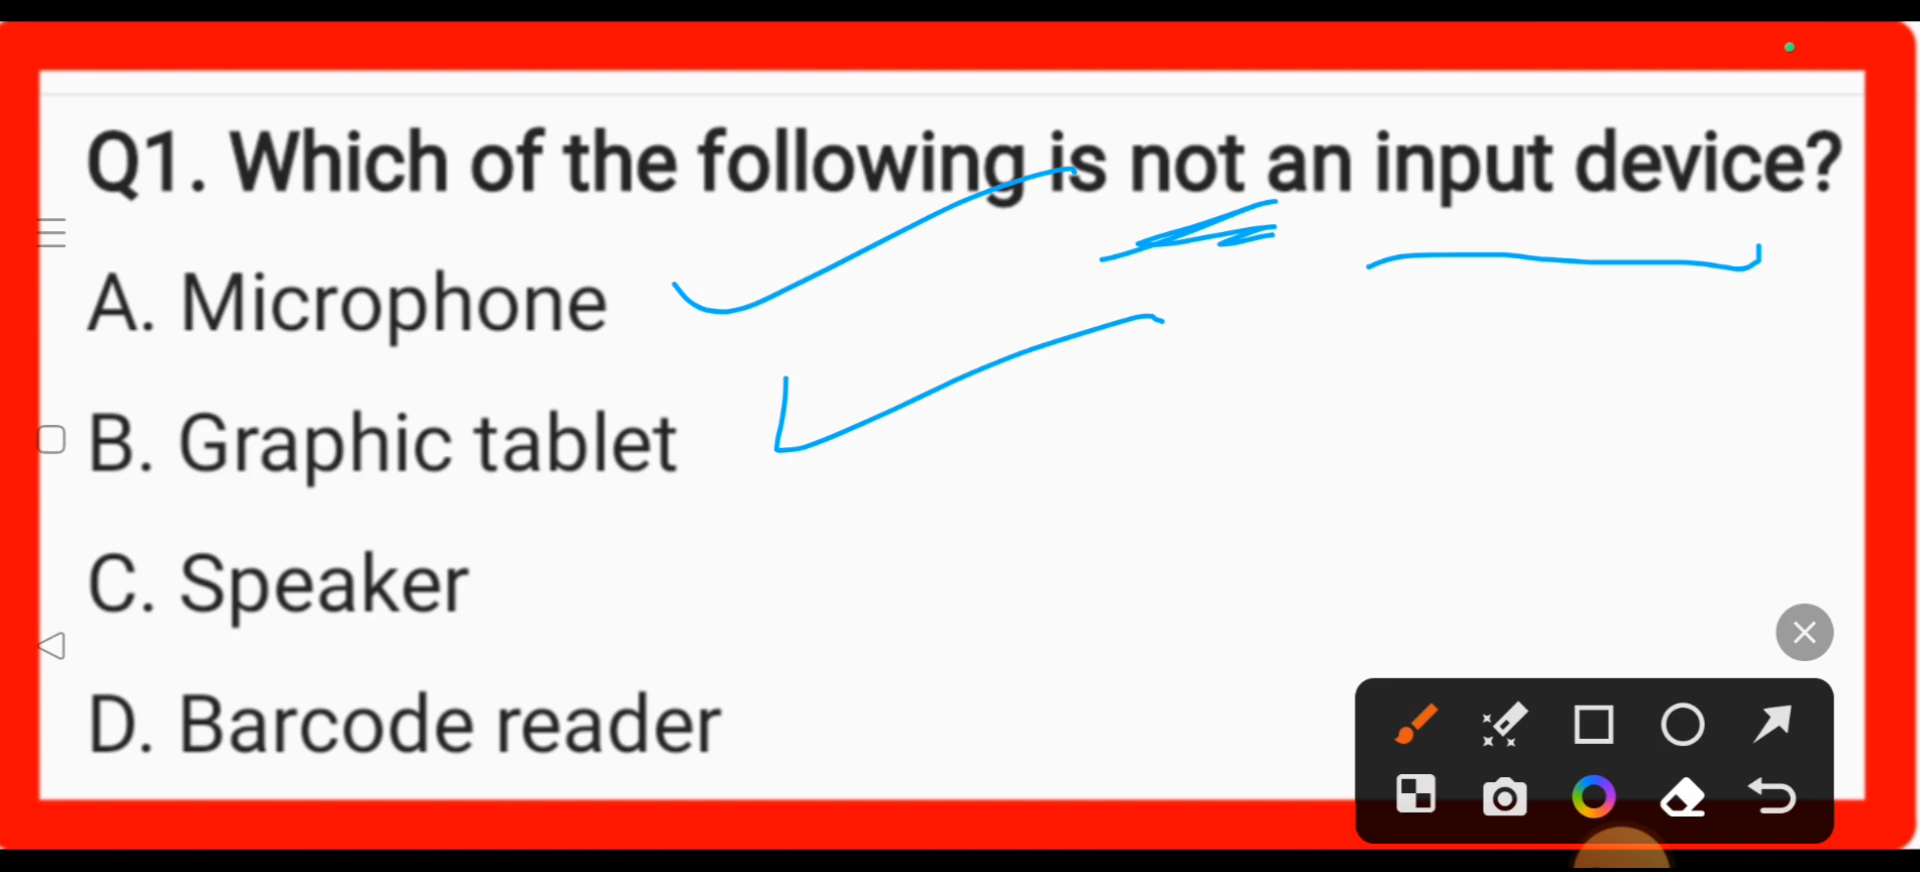 Q1. Which of the following is not an input device?
A. Microphone
B. Graphic tablet
C. Speaker
D. Barcode reader